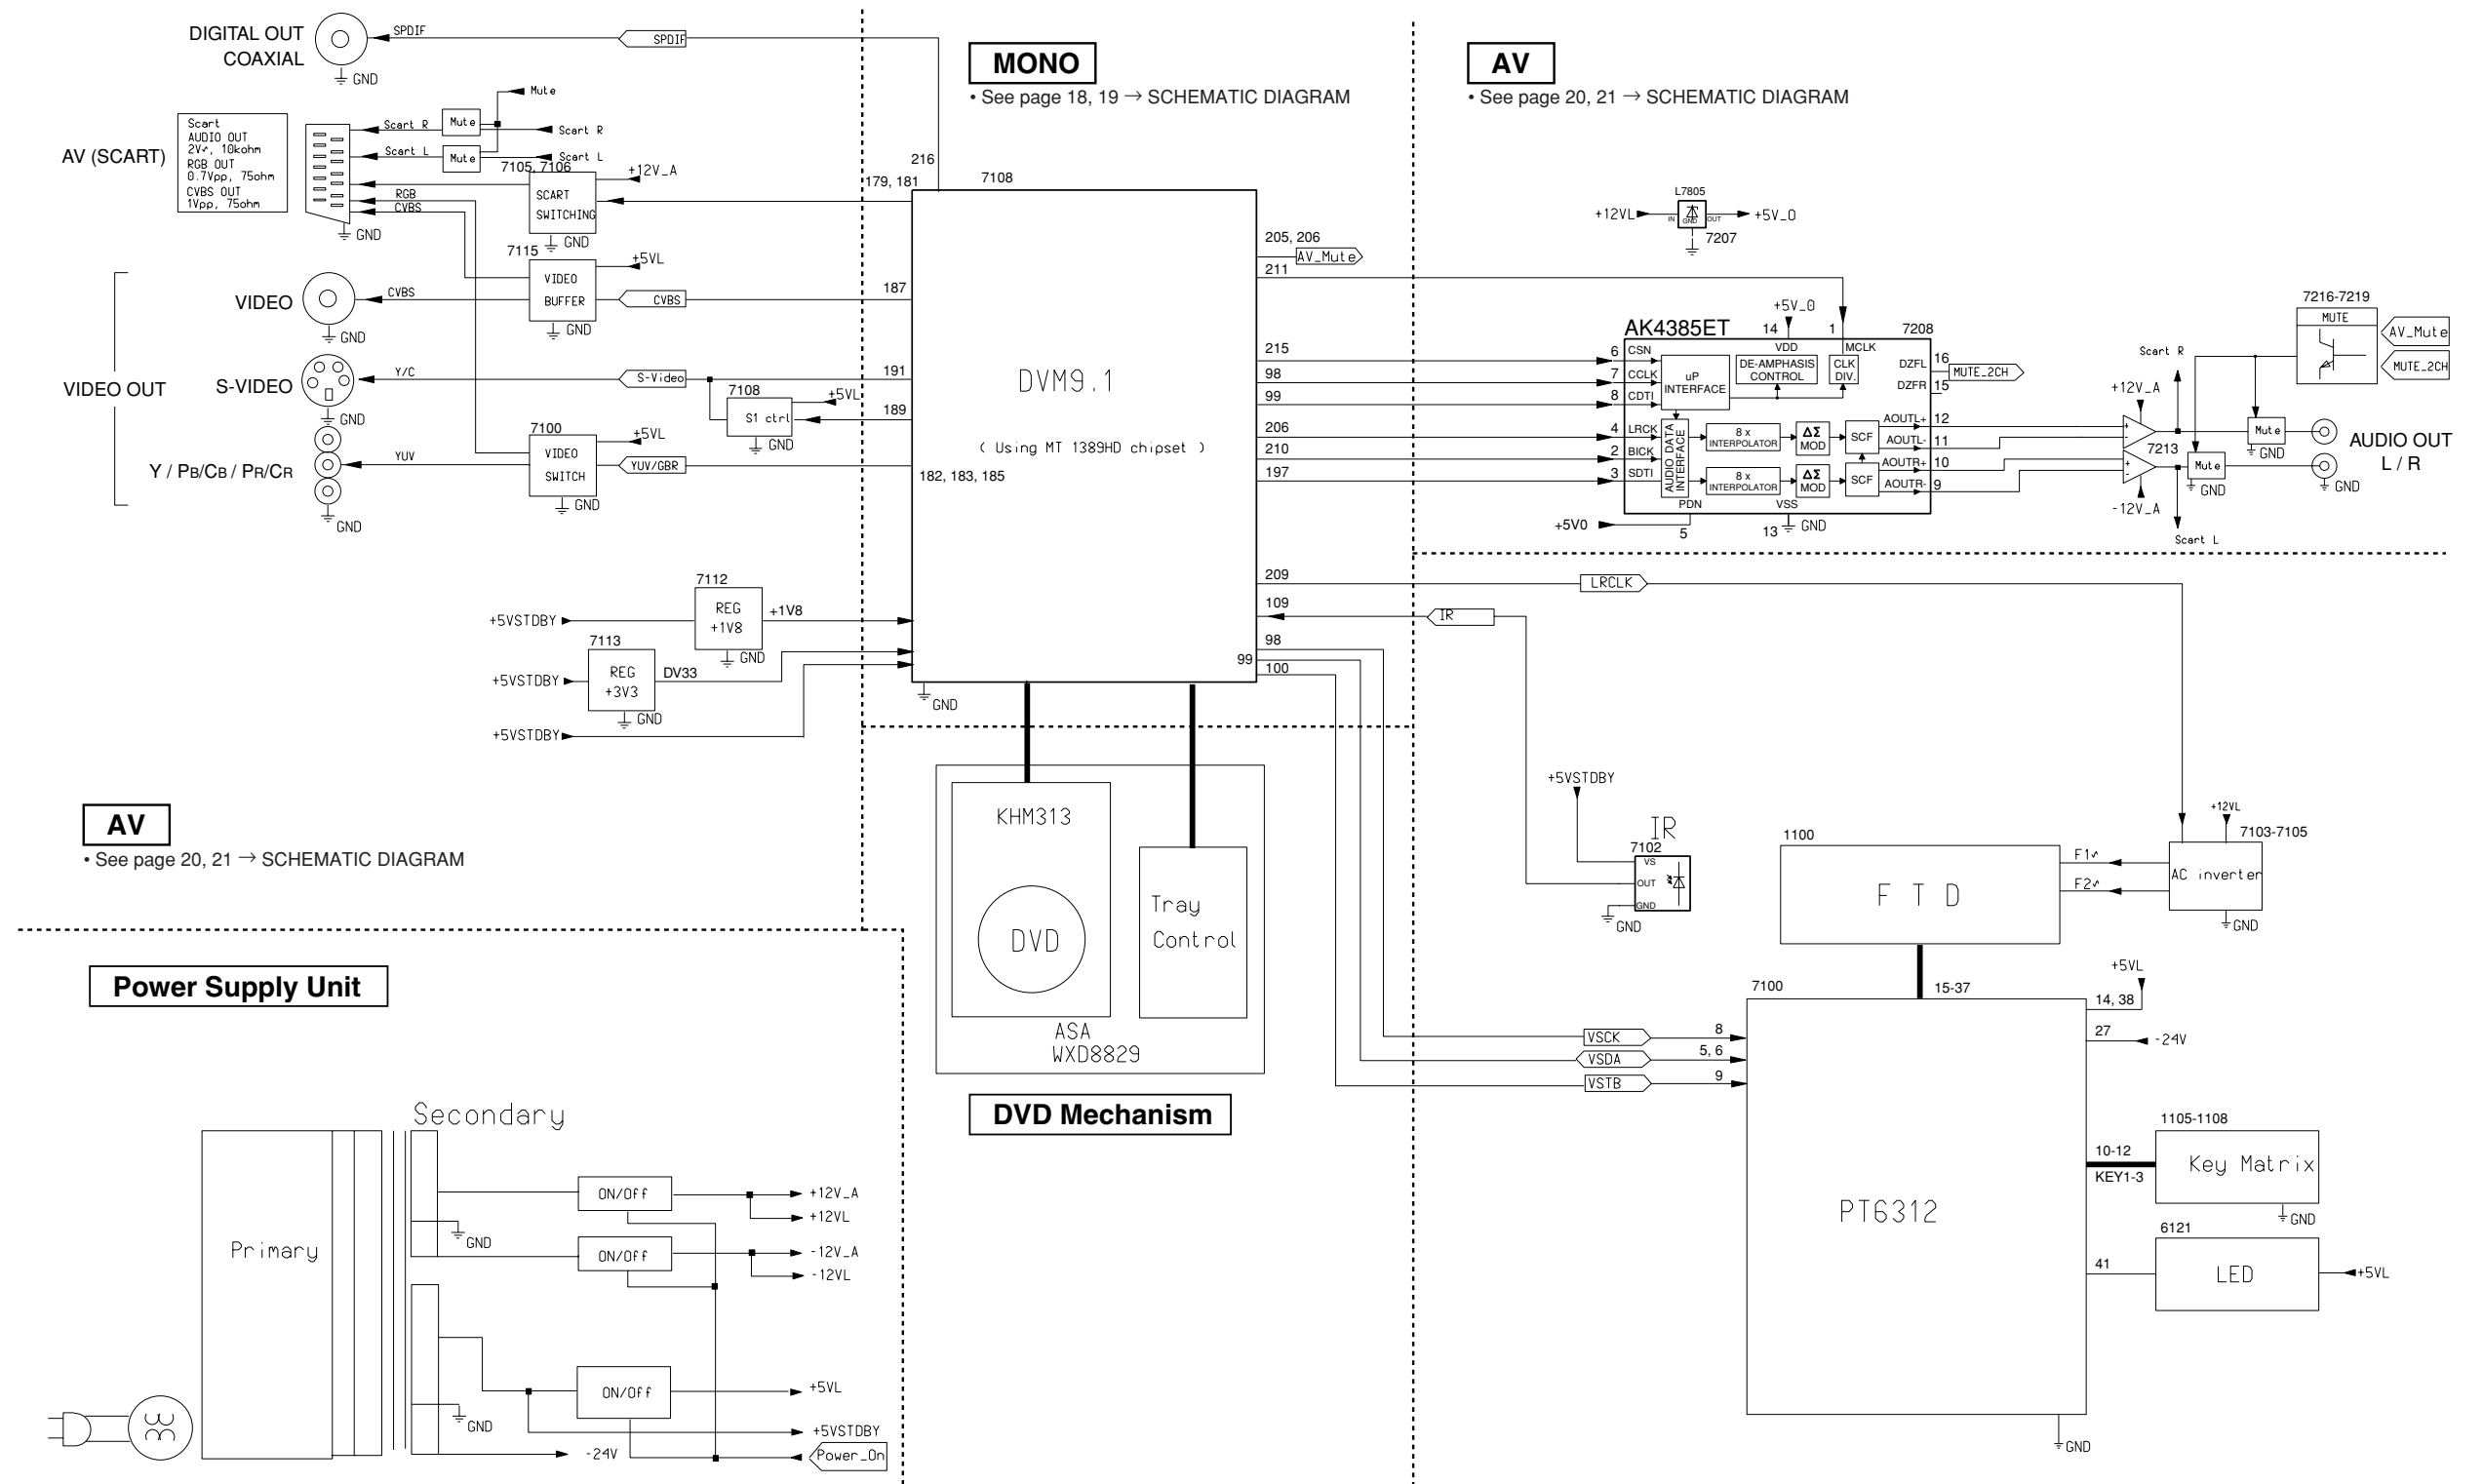 DIGITAL OUT
COAXIAL
SPDIF
SPDIF
GND
Mute
AV (SCART)
Scart
AUDIO OUT
2V~, 10kohm
RGB OUT
0.7Vpp, 75ohm
CVBS OUT
1Vpp, 75ohm
Scart R
Mute
Scart R
Scart L
Mute
Scart L
7105, 7106
+12V_A
SCART
SWITCHING
RGB
CVBS
GND
GND
7115
+5VL
VIDEO
BUFFER
GND
VIDEO OUT
VIDEO
CVBS
CVBS
GND
S-VIDEO
Y/C
S-Video
GND
7108
+5VL
S1 ctrl
GND
7100
+5VL
VIDEO
SWITCH
GND
Y / PB/CB / PR/CR
YUV
YUV/GBR
GND
7112
+5VSTDBY
REG
+1V8
+1V8
GND
7113
+5VSTDBY
REG
+3V3
DV33
GND
+5VSTDBY
AV
• See page 20, 21 → SCHEMATIC DIAGRAM
MONO
• See page 18, 19 → SCHEMATIC DIAGRAM
216
179, 181
7108
187
191
189
182, 183, 185
DVM9.1
( Using MT 1389HD chipset )
205, 206
AV_Mute
211
215
98
99
206
210
197
209
109
98
99
100
GND
AV
• See page 20, 21 → SCHEMATIC DIAGRAM
L7805
+12VL
IN
GND
OUT
+5V_O
7207
+5V_O
AK4385ET
14
1
7208
VDD
MCLK
6
CSN
7
CCLK
8
CDTI
4
LRCK
2
BICK
3
SDTI
uP
INTERFACE
DE-AMPHASIS
CONTROL
CLK
DIV.
AUDIO DATA
INTERFACE
8 x
INTERPOLATOR
ΔΣ
MOD
SCF
8 x
INTERPOLATOR
ΔΣ
MOD
SCF
DZFL
16
MUTE_2CH
DZFR
15
AOUTL+
12
AOUTL-
11
AOUTR+
10
AOUTR-
9
PDN
VSS
+5V0
5
13
GND
7216-7219
MUTE
AV_Mute
MUTE_2CH
Scart R
+12V_A
+
-
7213
+
-
-12V_A
Scart L
Mute
GND
Mute
GND
AUDIO OUT
L / R
GND
LRCLK
IR
+5VSTDBY
IR
7102
VS
OUT
GND
GND
1100
F T D
F1~
F2~
+12VL
7103-7105
AC inverter
GND
7100
15-37
+5VL
14, 38
27
-24V
VSCK
8
VSDA
5, 6
VSTB
9
PT6312
10-12
KEY1-3
1105-1108
Key Matrix
GND
6121
41
LED
+5VL
GND
KHM313
DVD
Tray
Control
ASA
WXD8829
DVD Mechanism
Power Supply Unit
Secondary
Primary
ON/Off
+12V_A
+12VL
GND
ON/Off
-12V_A
-12VL
ON/Off
+5VL
GND
+5VSTDBY
-24V
Power_On